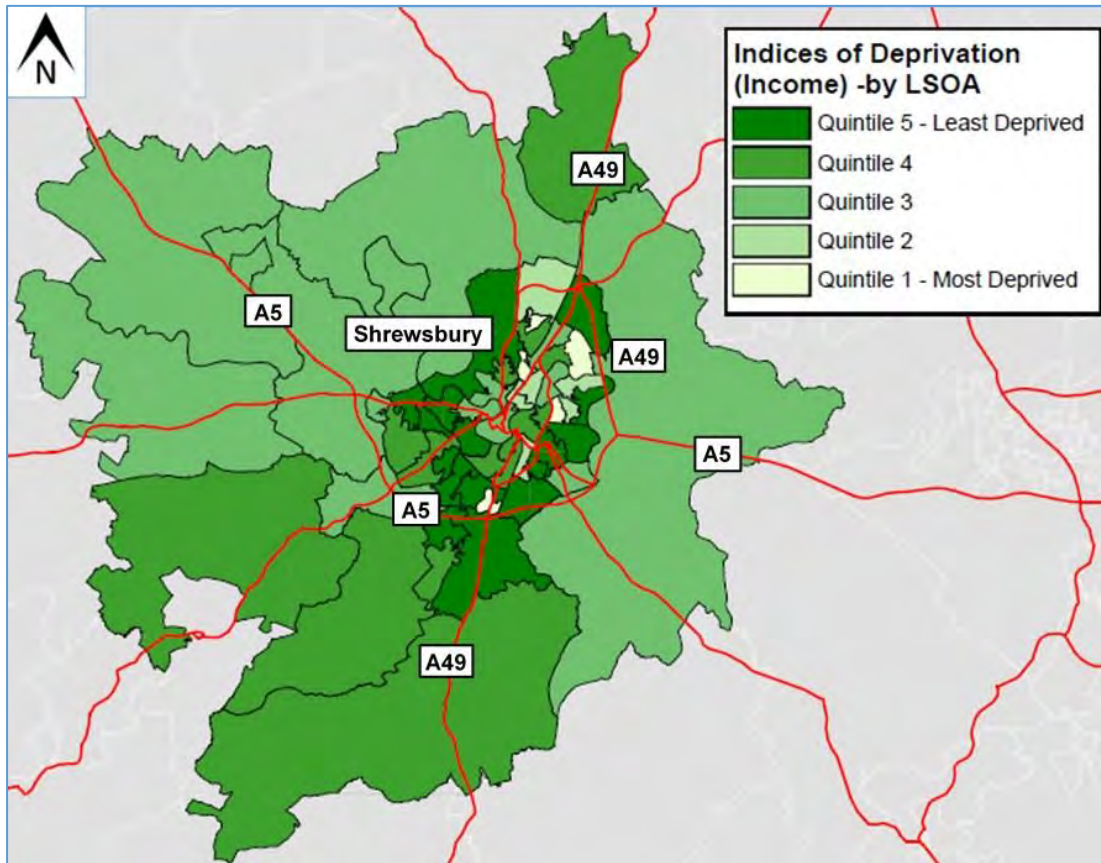 N
Indices of Deprivation
(Income) -by LSOA
Quintile 5 - Least Deprived
Quintile 4
Quintile 3
Quintile 2
Quintile 1 - Most Deprived
A49
A5
Shrewsbury
A49
A5
A5
A49